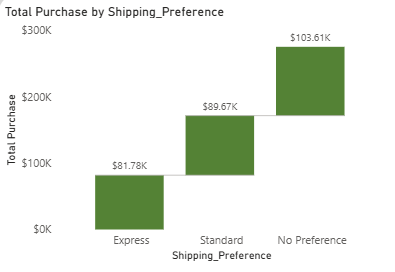 Total Purchase by Shipping_Preference
$300K
$200K
$100K
$0K
Total Purchase
$81.78K
$89.67K
$103.61K
Express
Standard
No Preference
Shipping_Preference